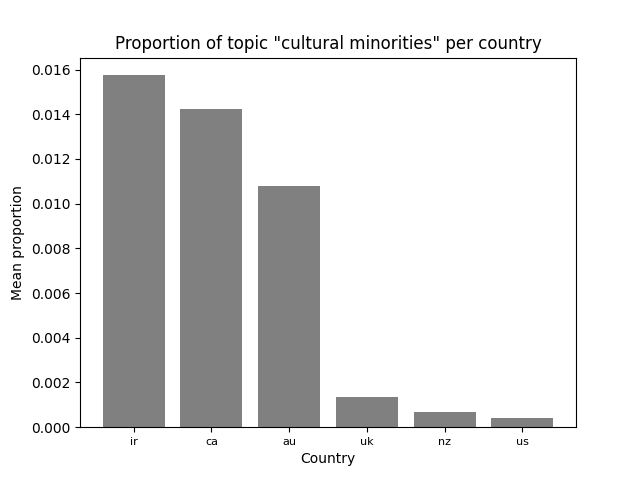 Proportion of topic "cultural minorities" per country
Mean proportion
0.016
0.014
0.012
0.010
0.008
0.006
0.004
0.002
0.000
ir ca au uk nz us
Country